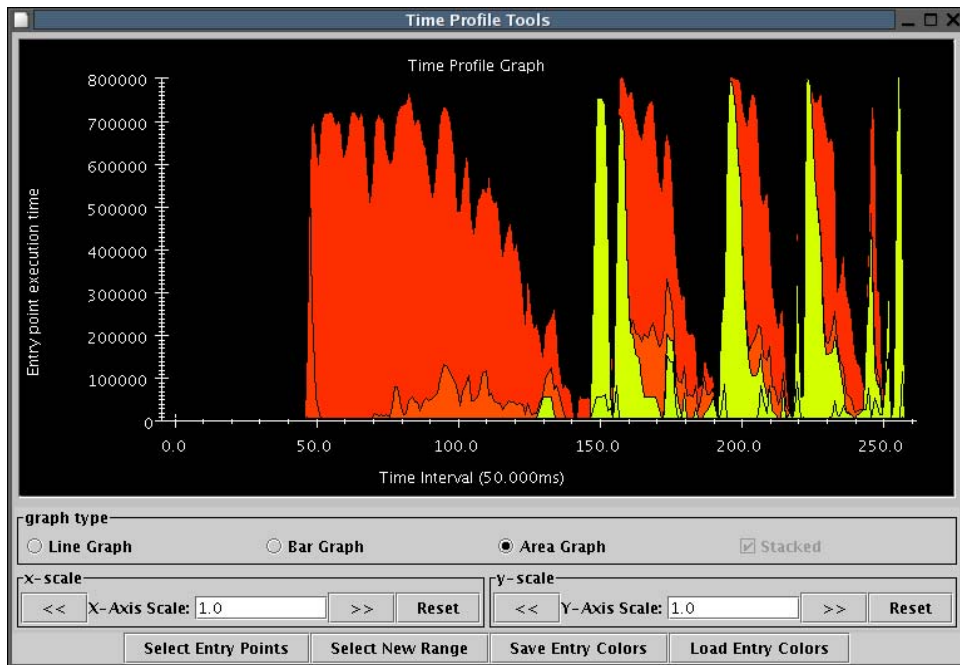 Time Profile Tools
Time Profile Graph
Entry point execution time
800000
700000
600000
500000
400000
300000
200000
100000
0
0.0 50.0 100.0 150.0 200.0 250.0
Time Interval (50.000ms)
graph type
Line Graph Bar Graph Area Graph Stacked
x-scale y-scale
<< X-Axis Scale: 1.0 >> Reset << Y-Axis Scale: 1.0 >> Reset
Select Entry Points Select New Range Save Entry Colors Load Entry Colors